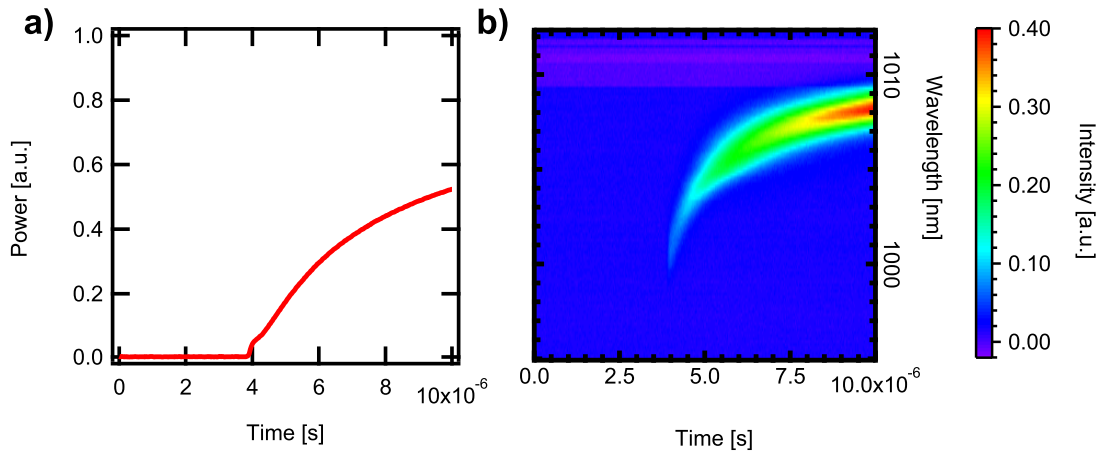 a)
1.0
0.8
0.6
0.4
0.2
0.0
Power [a.u.]
0
2
4
6
8
10x10-6
Time [s]
b)
1010
1000
Wavelength [nm]
0.0
2.5
5.0
7.5
10.0x10-6
Time [s]
0.40
0.30
0.20
0.10
0.00
Intensity [a.u.]